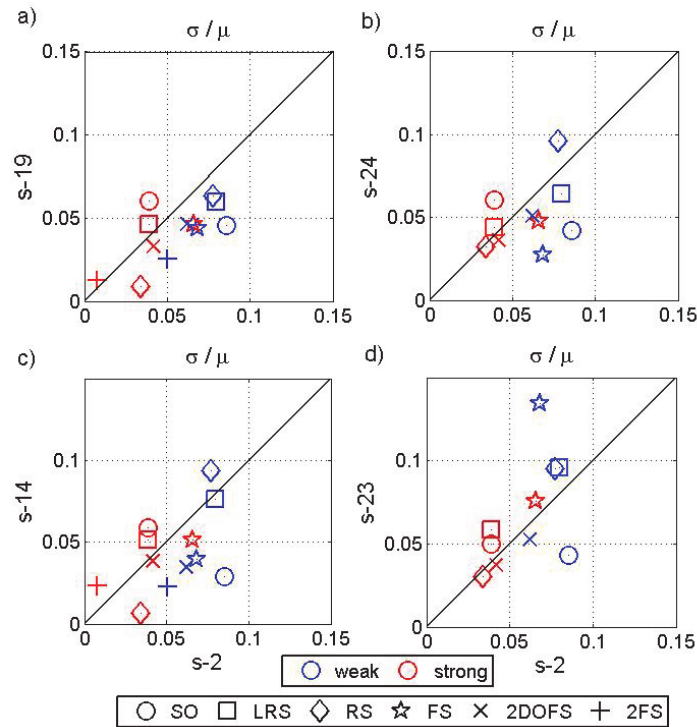 a) σ / μ
0.15
0.1
0.05
0
s-19
0 0.05 0.1 0.15
b) σ / μ
0.15
0.1
0.05
0
s-24
0 0.05 0.1 0.15
c) σ / μ
0.1
0.05
0
s-14
0 0.05 0.1 0.15
s-2
d) σ / μ
0.1
0.05
0
s-23
0 0.05 0.1 0.15
s-2
weak strong
SO LRS RS FS 2DOFS 2FS